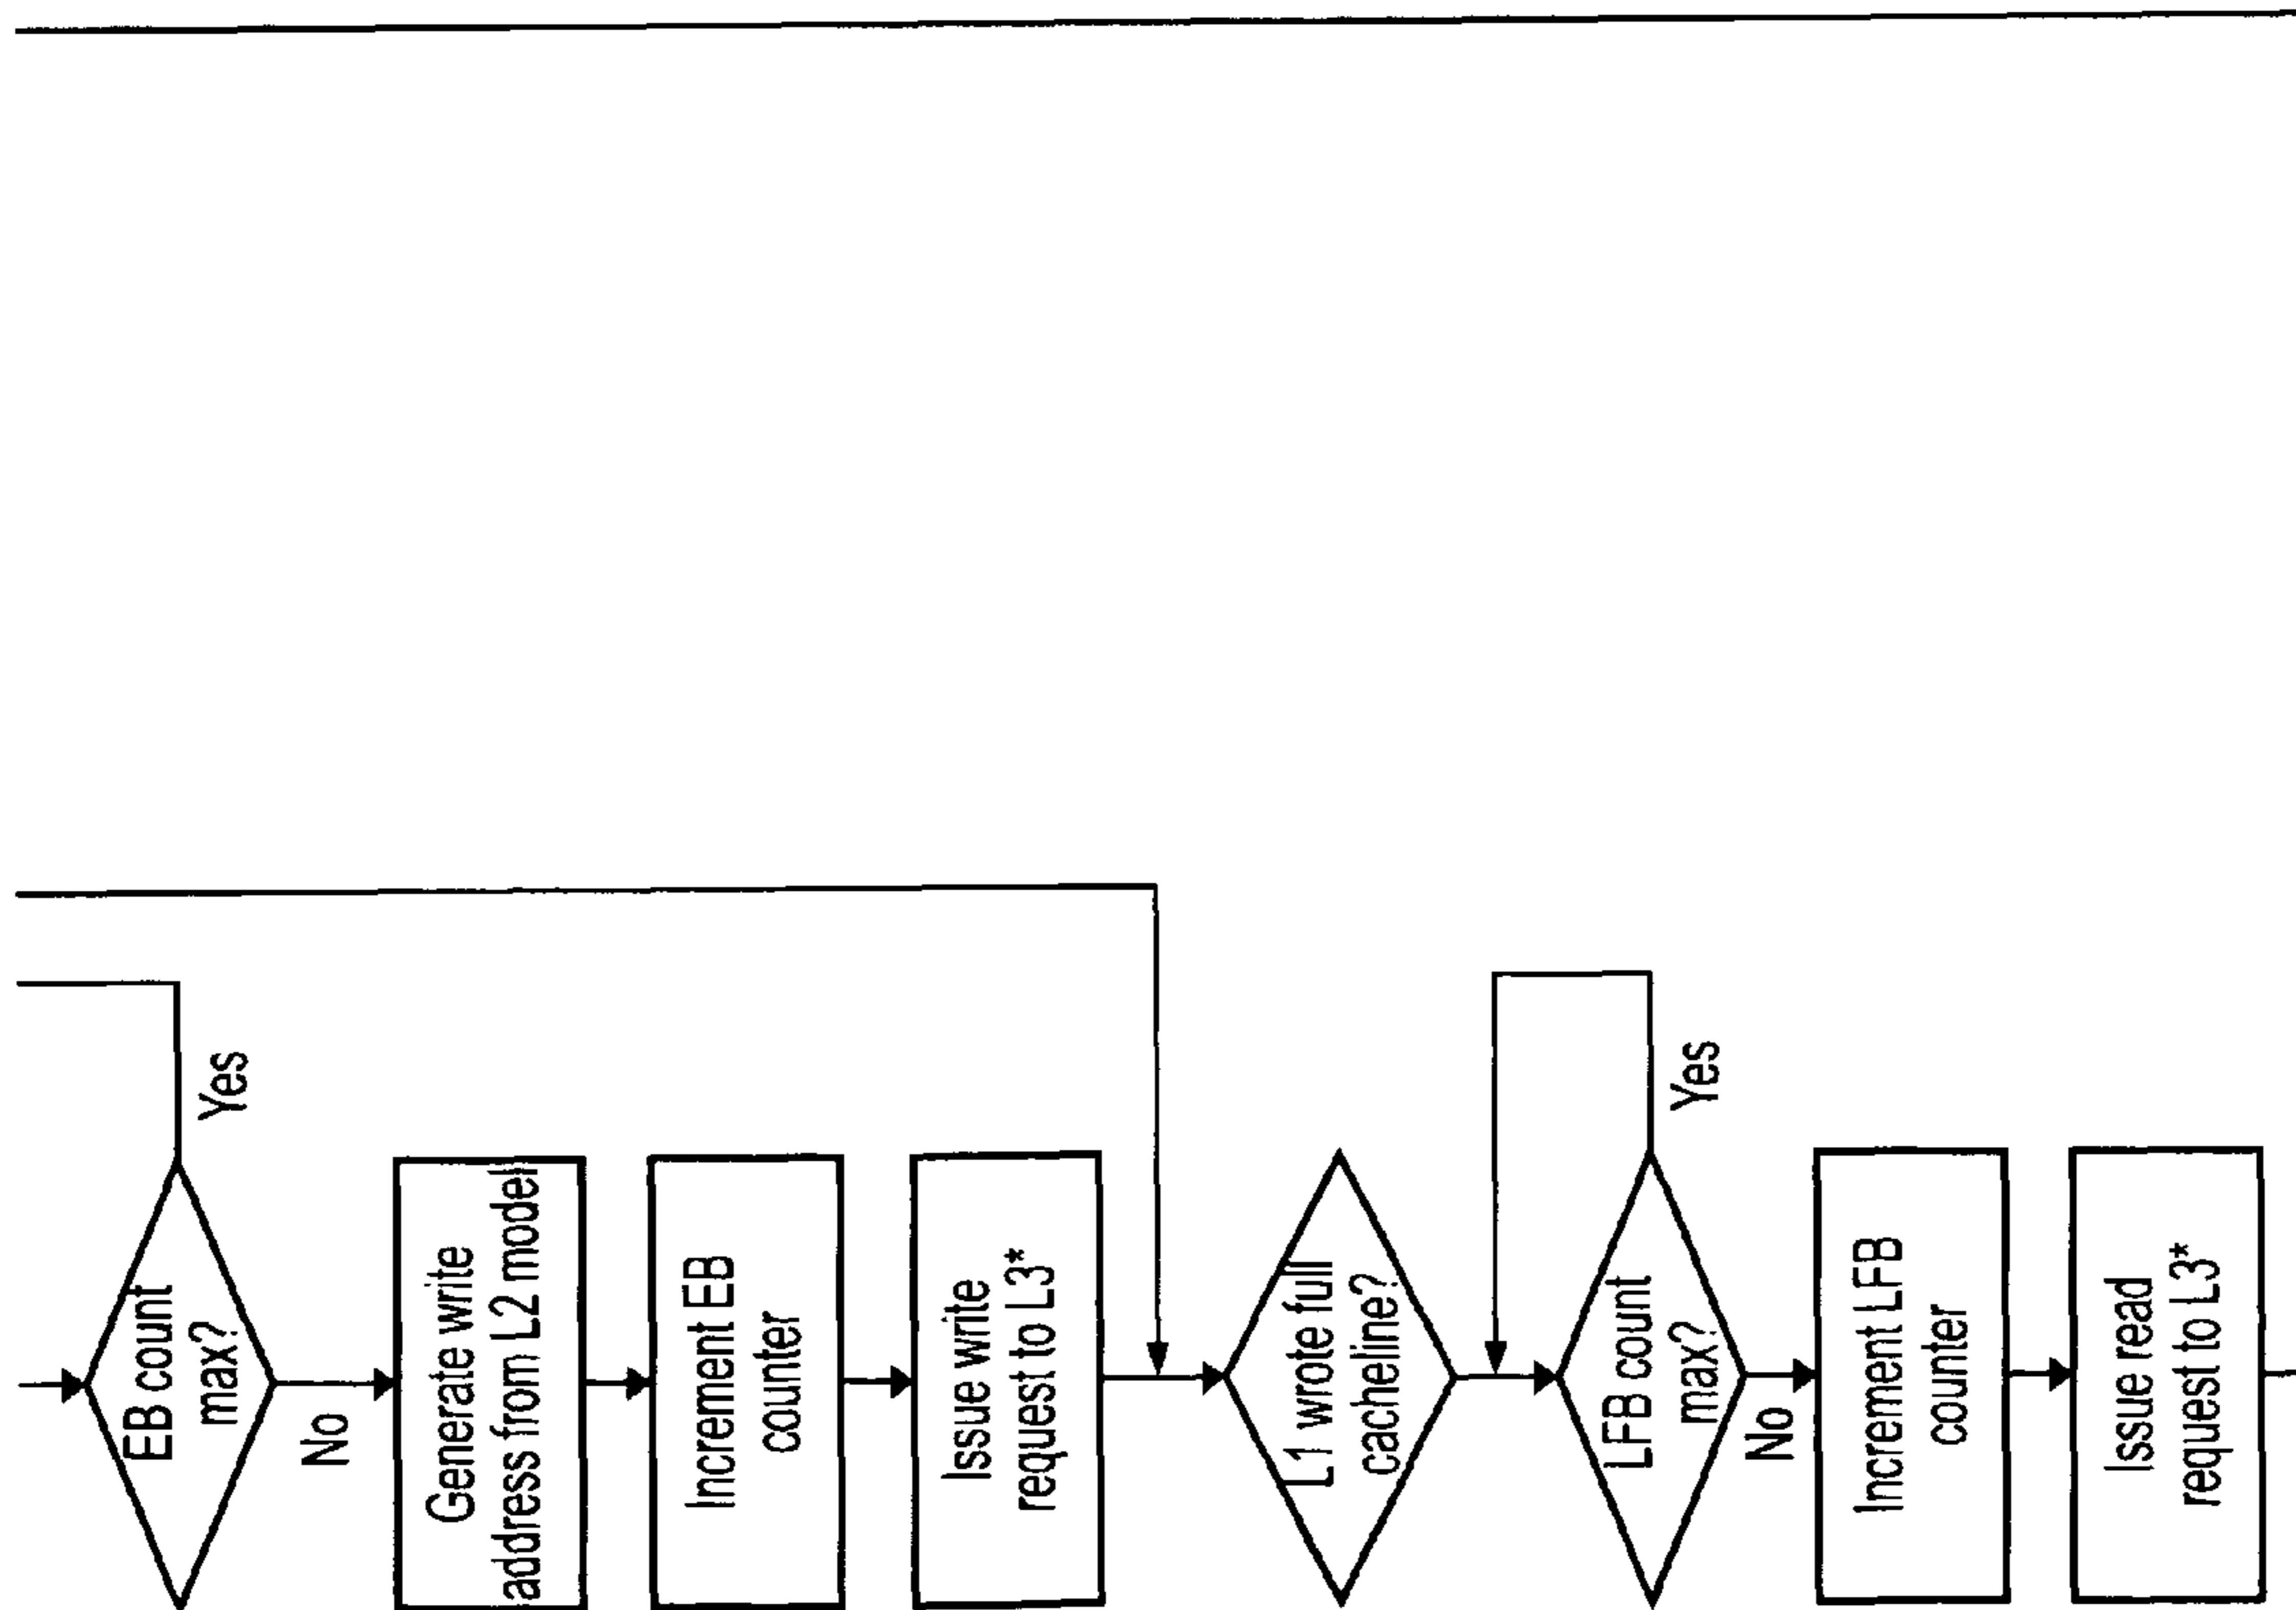 EB count
max?
Yes
No
Generate write
address from L2 model
Increment EB
counter
Issue write
request to L3*
L1 wrote full
cacheline?
LFB count
max?
Yes
No
Increment LFB
counter
Issue read
request to L3*